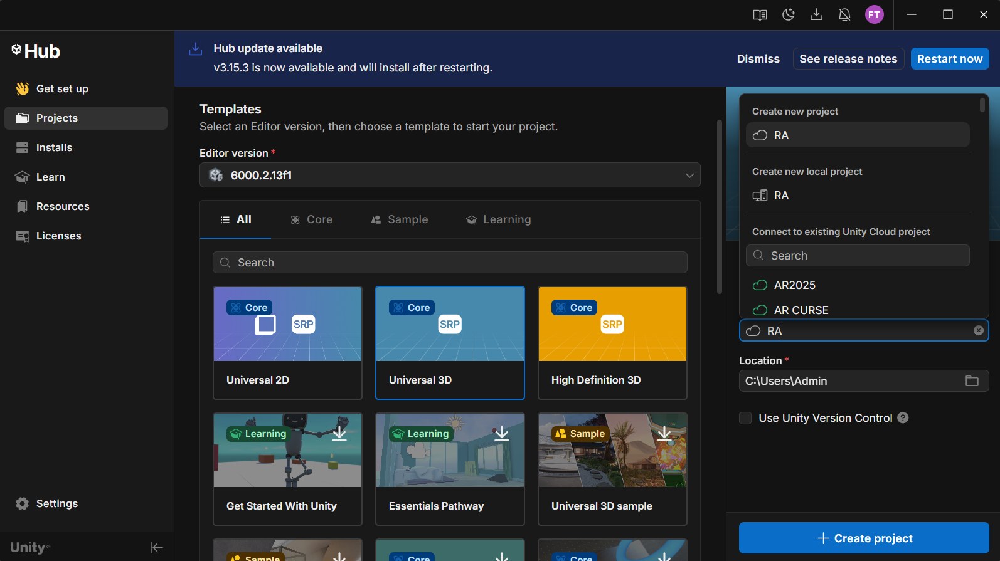 FT
Hub
Get set up
Projects
Installs
Learn
Resources
Licenses
Settings
Unity
Hub update available
v3.15.3 is now available and will install after restarting.
Dismiss
See release notes
Restart now
Templates
Select an Editor version, then choose a template to start your project.
Editor version *
6000.2.13f1
All
Core
Sample
Learning
Search
Core
SRP
Universal 2D
Core
SRP
Universal 3D
Core
SRP
High Definition 3D
Learning
Get Started With Unity
Learning
Essentials Pathway
Sample
Universal 3D sample
Sample
Core
Core
Create new project
RA
Create new local project
RA
Connect to existing Unity Cloud project
Search
AR2025
AR CURSE
RA
Location *
C:\Users\Admin
Use Unity Version Control ?
+ Create project